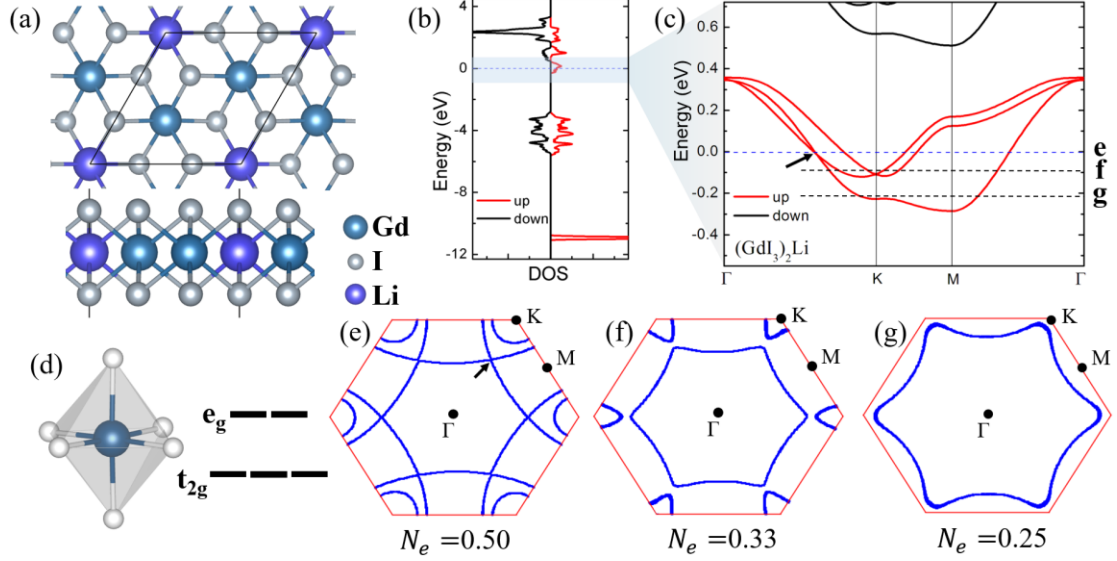 (a)
Gd
I
Li
(b)
Energy (eV)
4
0
-4
-8
-12
up
down
DOS
(c)
Energy (eV)
0.6
0.4
0.2
0.0
-0.2
-0.4
e
f
g
up
down
(GdI3)2Li
Γ
K
M
Γ
(d)
eg
t2g
(e)
K
M
Γ
Ne =0.50
(f)
K
M
Γ
Ne =0.33
(g)
K
M
Γ
Ne =0.25